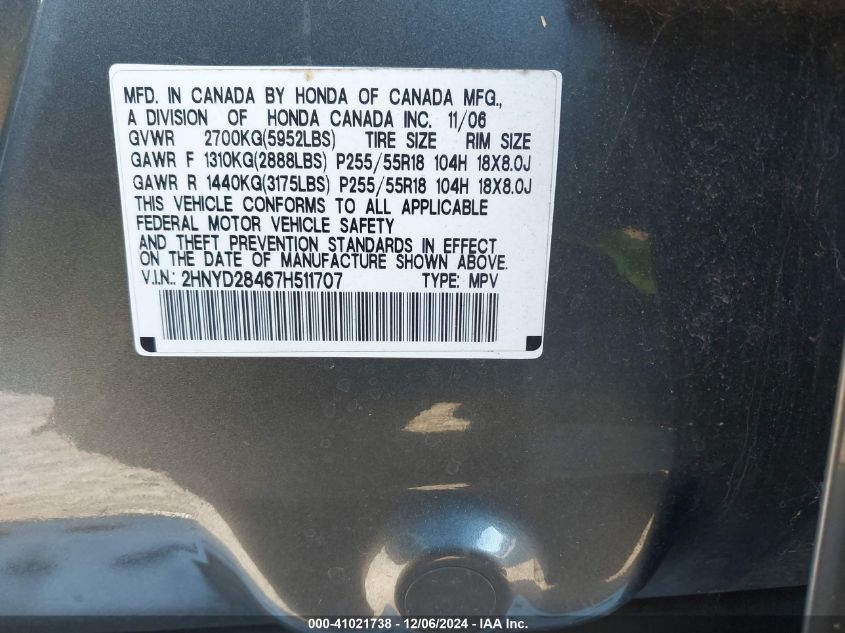 MFD. IN CANADA BY HONDA OF CANADA MFG.,
A DIVISION OF HONDA CANADA INC. 11/06
GVWR 2700KG(5952LBS) TIRE SIZE RIM SIZE
GAWR F 1310KG(2888LBS) P255/55R18 104H 18X8.0J
GAWR R 1440KG(3175LBS) P255/55R18 104H 18X8.0J
THIS VEHICLE CONFORMS TO ALL APPLICABLE
FEDERAL MOTOR VEHICLE SAFETY
AND THEFT PREVENTION STANDARDS IN EFFECT
ON THE DATE OF MANUFACTURE SHOWN ABOVE.
V.I.N.: 2HNYD28467H511707 TYPE: MPV
000-41021738 - 12/06/2024 - IAA Inc.